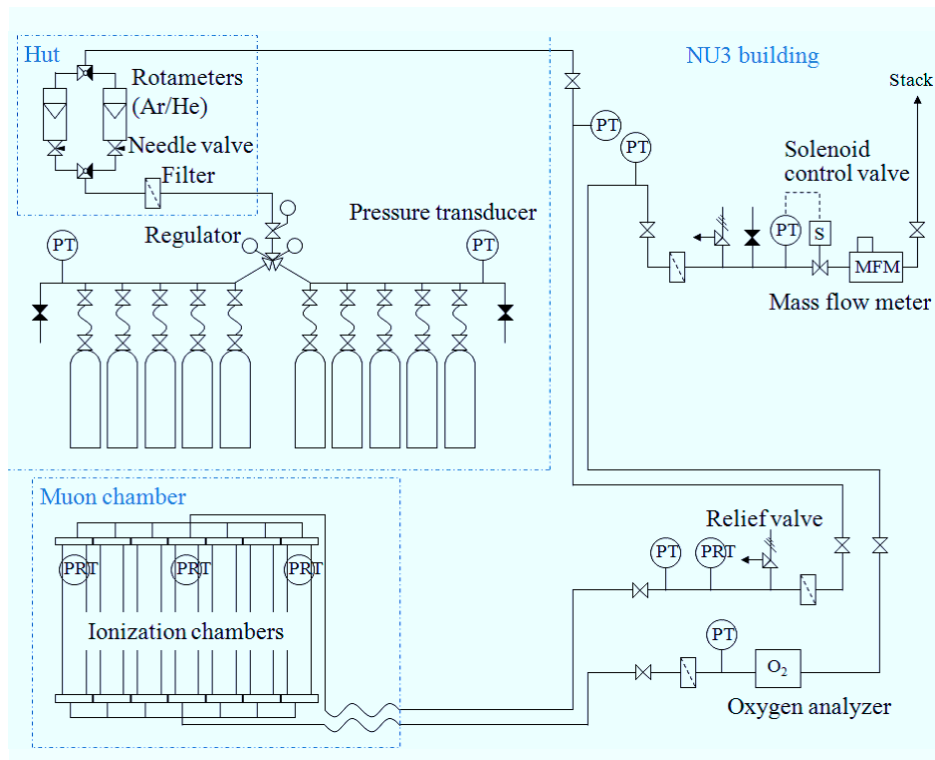 Hut
NU3 building
Stack
Rotameters
(Ar/He)
Needle valve
Filter
PT
PT
Solenoid
control valve
Regulator
Pressure transducer
PT
PT
PT
S
MFM
Mass flow meter
Muon chamber
Relief valve
PRT
PRT
PRT
PT
PRT
Ionization chambers
PT
O2
Oxygen analyzer